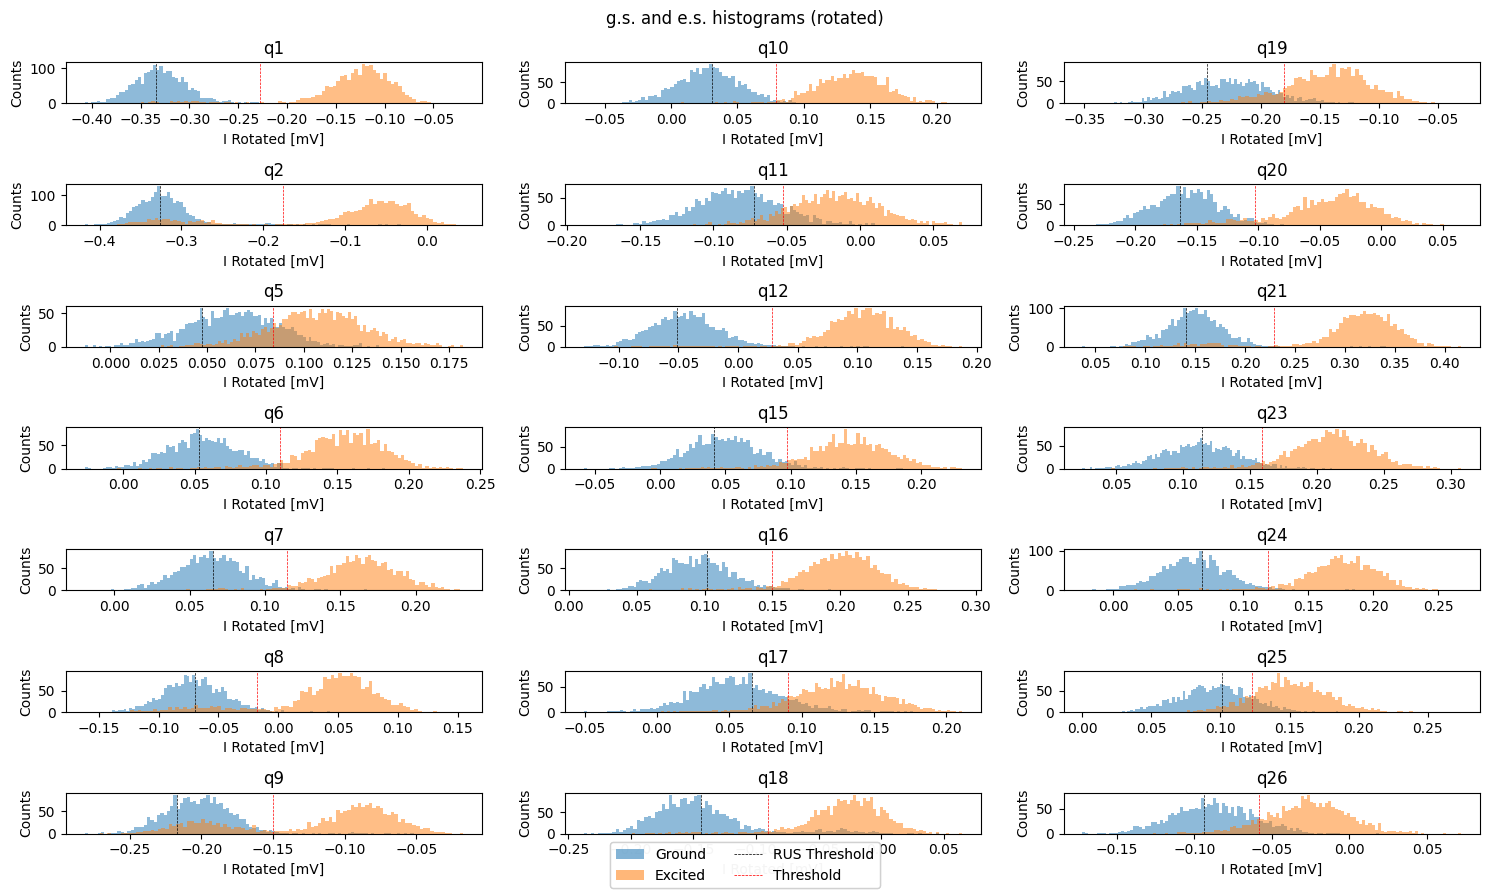 g.s. and e.s. histograms (rotated)
q1 q10 q19
Counts 0 100 Counts 0 50 Counts 0 50
−0.40 −0.35 −0.30 −0.25 −0.20 −0.15 −0.10 −0.05 −0.05 0.00 0.05 0.10 0.15 0.20 −0.35 −0.30 −0.25 −0.20 −0.15 −0.10 −0.05
I Rotated [mV] I Rotated [mV] I Rotated [mV]
q2 q11 q20
Counts 0 100 Counts 0 50 Counts 0 50
−0.4 −0.3 −0.2 −0.1 0.0 −0.20 −0.15 −0.10 −0.05 0.00 0.05 −0.25 −0.20 −0.15 −0.10 −0.05 0.00 0.05
I Rotated [mV] I Rotated [mV] I Rotated [mV]
q5 q12 q21
Counts 0 50 Counts 0 50 Counts 0 100
0.000 0.025 0.050 0.075 0.100 0.125 0.150 0.175 −0.10 −0.05 0.00 0.05 0.10 0.15 0.20 0.05 0.10 0.15 0.20 0.25 0.30 0.35 0.40
I Rotated [mV] I Rotated [mV] I Rotated [mV]
q6 q15 q23
Counts 0 50 Counts 0 50 Counts 0 50
0.00 0.05 0.10 0.15 0.20 0.25 −0.05 0.00 0.05 0.10 0.15 0.20 0.05 0.10 0.15 0.20 0.25 0.30
I Rotated [mV] I Rotated [mV] I Rotated [mV]
q7 q16 q24
Counts 0 50 Counts 0 50 Counts 0 100
0.00 0.05 0.10 0.15 0.20 0.00 0.05 0.10 0.15 0.20 0.25 0.30 0.00 0.05 0.10 0.15 0.20 0.25
I Rotated [mV] I Rotated [mV] I Rotated [mV]
q8 q17 q25
Counts 0 50 Counts 0 50 Counts 0 50
−0.15 −0.10 −0.05 0.00 0.05 0.10 0.15 −0.05 0.00 0.05 0.10 0.15 0.20 0.00 0.05 0.10 0.15 0.20 0.25
I Rotated [mV] I Rotated [mV] I Rotated [mV]
q9 q18 q26
Counts 0 50 Counts 0 50 Counts 0 50
−0.25 −0.20 −0.15 −0.10 −0.05 −0.25 0.00 0.05 −0.15 −0.10 −0.05 0.00 0.05
I Rotated [mV] I Rotated [mV]
Ground RUS Threshold
Excited Threshold